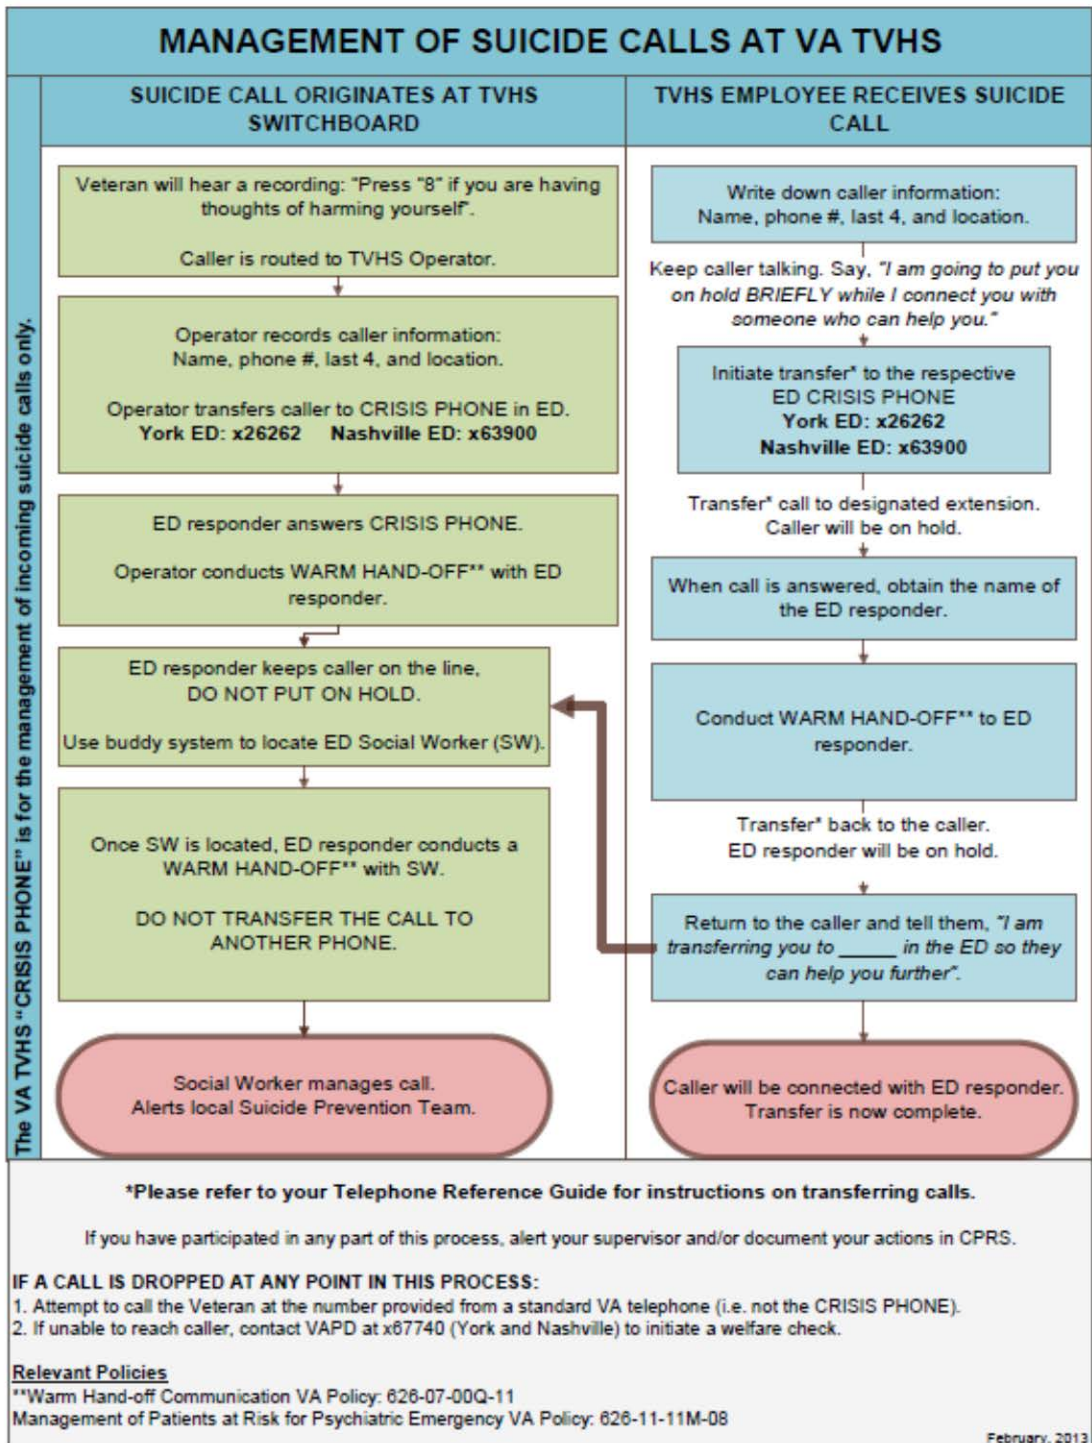 MANAGEMENT OF SUICIDE CALLS AT VA TVHS
The VA TVHS “CRISIS PHONE” is for the management of incoming suicide calls only.
SUICIDE CALL ORIGINATES AT TVHS
SWITCHBOARD
Veteran will hear a recording: "Press "8" if you are having
thoughts of harming yourself".
Caller is routed to TVHS Operator.
Operator records caller information:
Name, phone #, last 4, and location.
Operator transfers caller to CRISIS PHONE in ED.
York ED: x26262 Nashville ED: x63900
ED responder answers CRISIS PHONE.
Operator conducts WARM HAND-OFF** with ED
responder.
ED responder keeps caller on the line,
DO NOT PUT ON HOLD.
Use buddy system to locate ED Social Worker (SW).
Once SW is located, ED responder conducts a
WARM HAND-OFF** with SW.
DO NOT TRANSFER THE CALL TO
ANOTHER PHONE.
Social Worker manages call.
Alerts local Suicide Prevention Team.
TVHS EMPLOYEE RECEIVES SUICIDE
CALL
Write down caller information:
Name, phone #, last 4, and location.
Keep caller talking. Say, "I am going to put you
on hold BRIEFLY while I connect you with
someone who can help you."
Initiate transfer* to the respective
ED CRISIS PHONE
York ED: x26262
Nashville ED: x63900
Transfer* call to designated extension.
Caller will be on hold.
When call is answered, obtain the name of
the ED responder.
Conduct WARM HAND-OFF** to ED
responder.
Transfer* back to the caller.
ED responder will be on hold.
Return to the caller and tell them, "I am
transferring you to _____ in the ED so they
can help you further".
Caller will be connected with ED responder.
Transfer is now complete.
*Please refer to your Telephone Reference Guide for instructions on transferring calls.
If you have participated in any part of this process, alert your supervisor and/or document your actions in CPRS.
IF A CALL IS DROPPED AT ANY POINT IN THIS PROCESS:
1. Attempt to call the Veteran at the number provided from a standard VA telephone (i.e. not the CRISIS PHONE).
2. If unable to reach caller, contact VAPD at x67740 (York and Nashville) to initiate a welfare check.
Relevant Policies
**Warm Hand-off Communication VA Policy: 626-07-00Q-11
Management of Patients at Risk for Psychiatric Emergency VA Policy: 626-11-11M-08
February, 2013